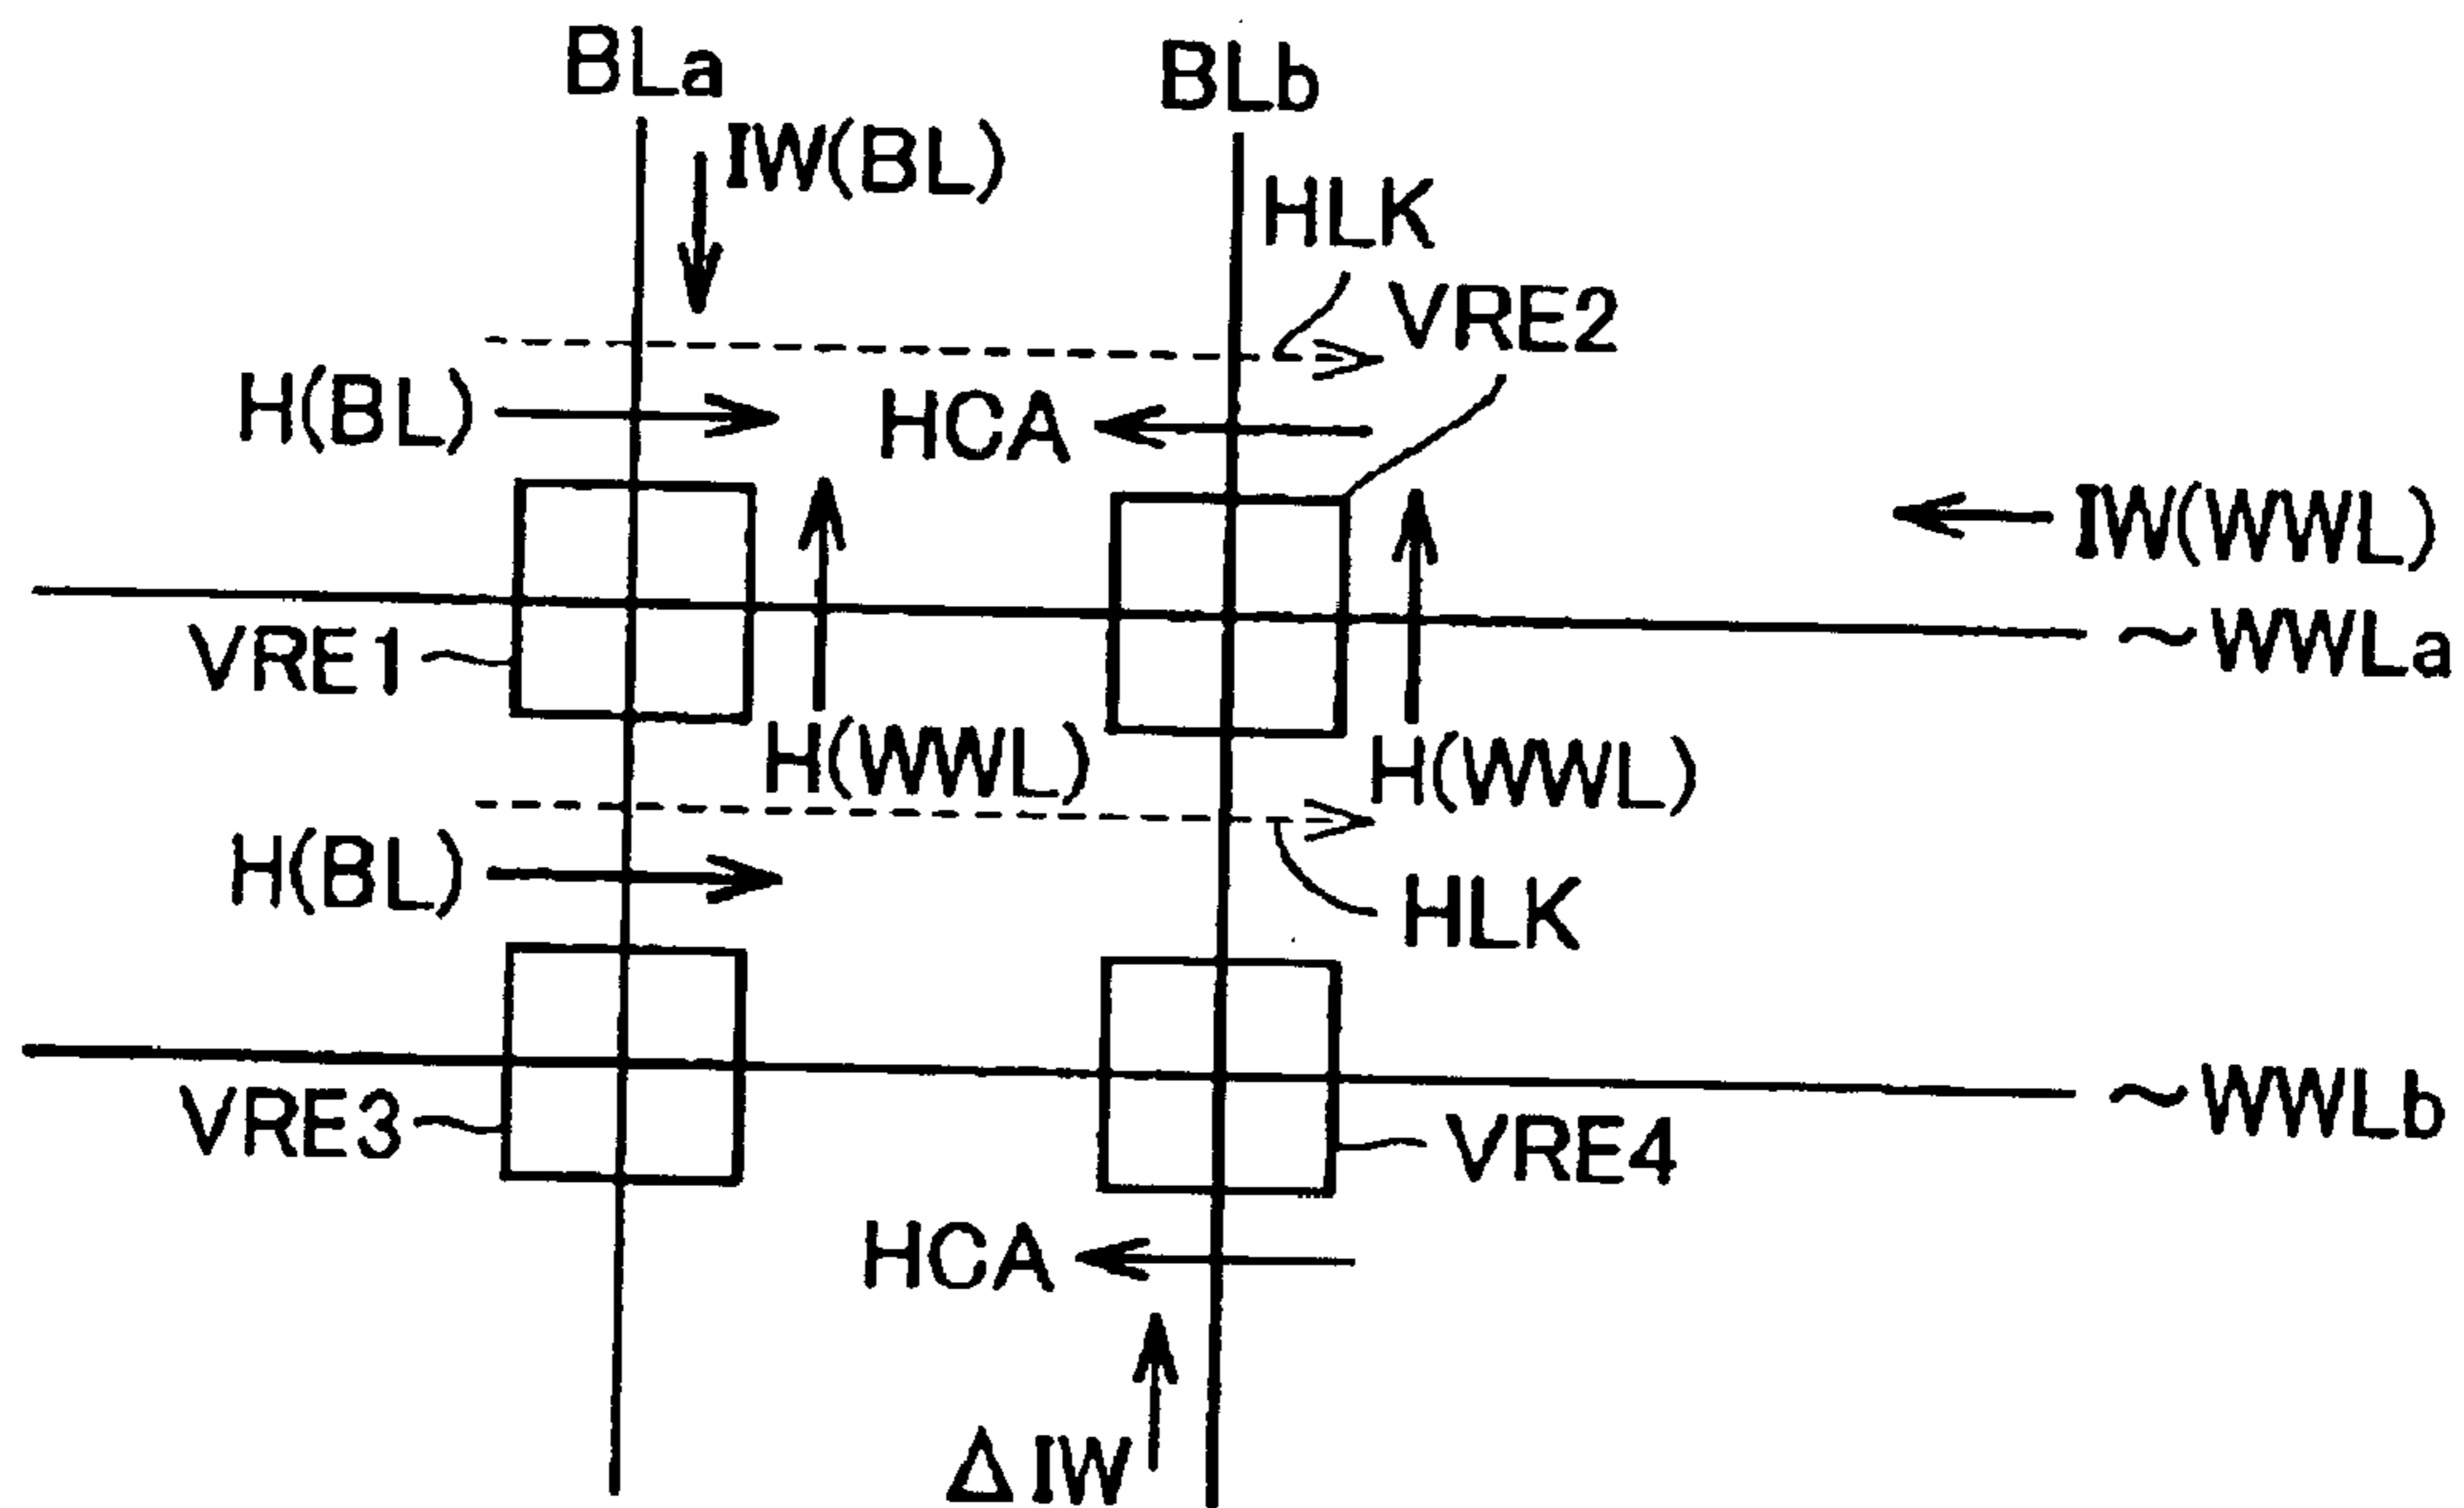 BLa
BLb
IW(BL)
HLK
VRE2
H(BL)
HCA
IW(WWL)
VRE1
WWLa
H(WWL)
H(WWL)
H(BL)
HLK
VRE3
WWLb
VRE4
HCA
ΔIW